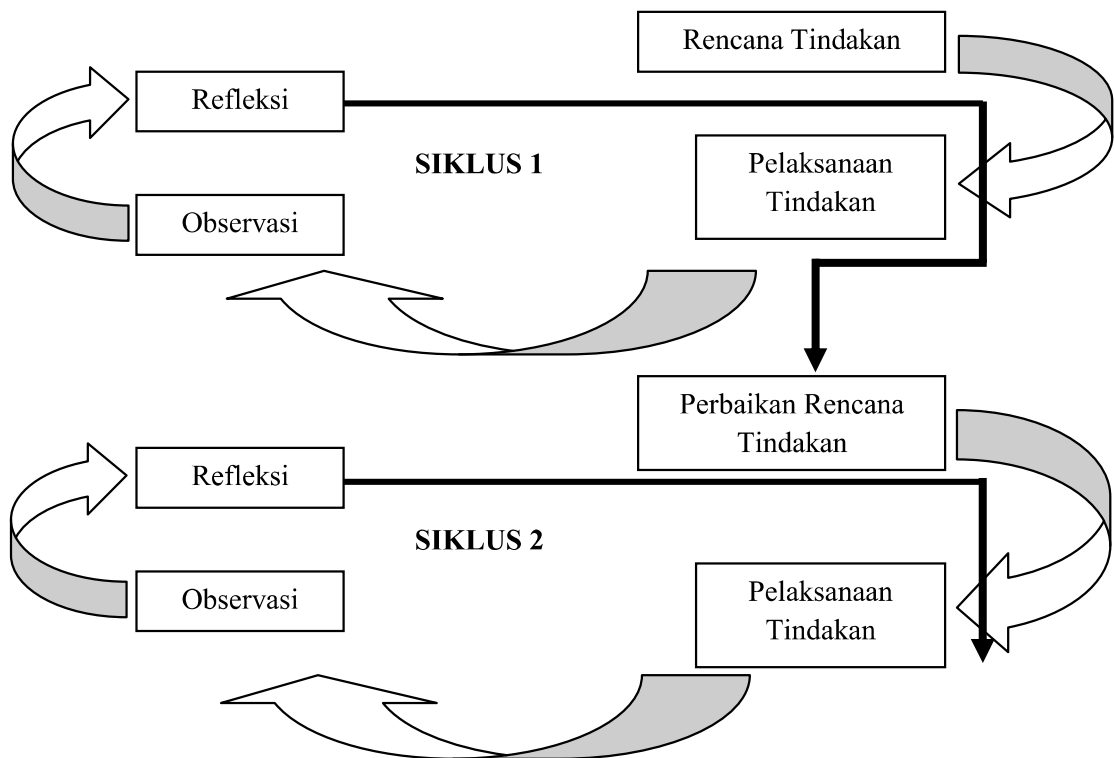 Rencana Tindakan
Refleksi
SIKLUS 1
Pelaksanaan
Tindakan
Observasi
Perbaikan Rencana
Tindakan
Refleksi
SIKLUS 2
Pelaksanaan
Tindakan
Observasi